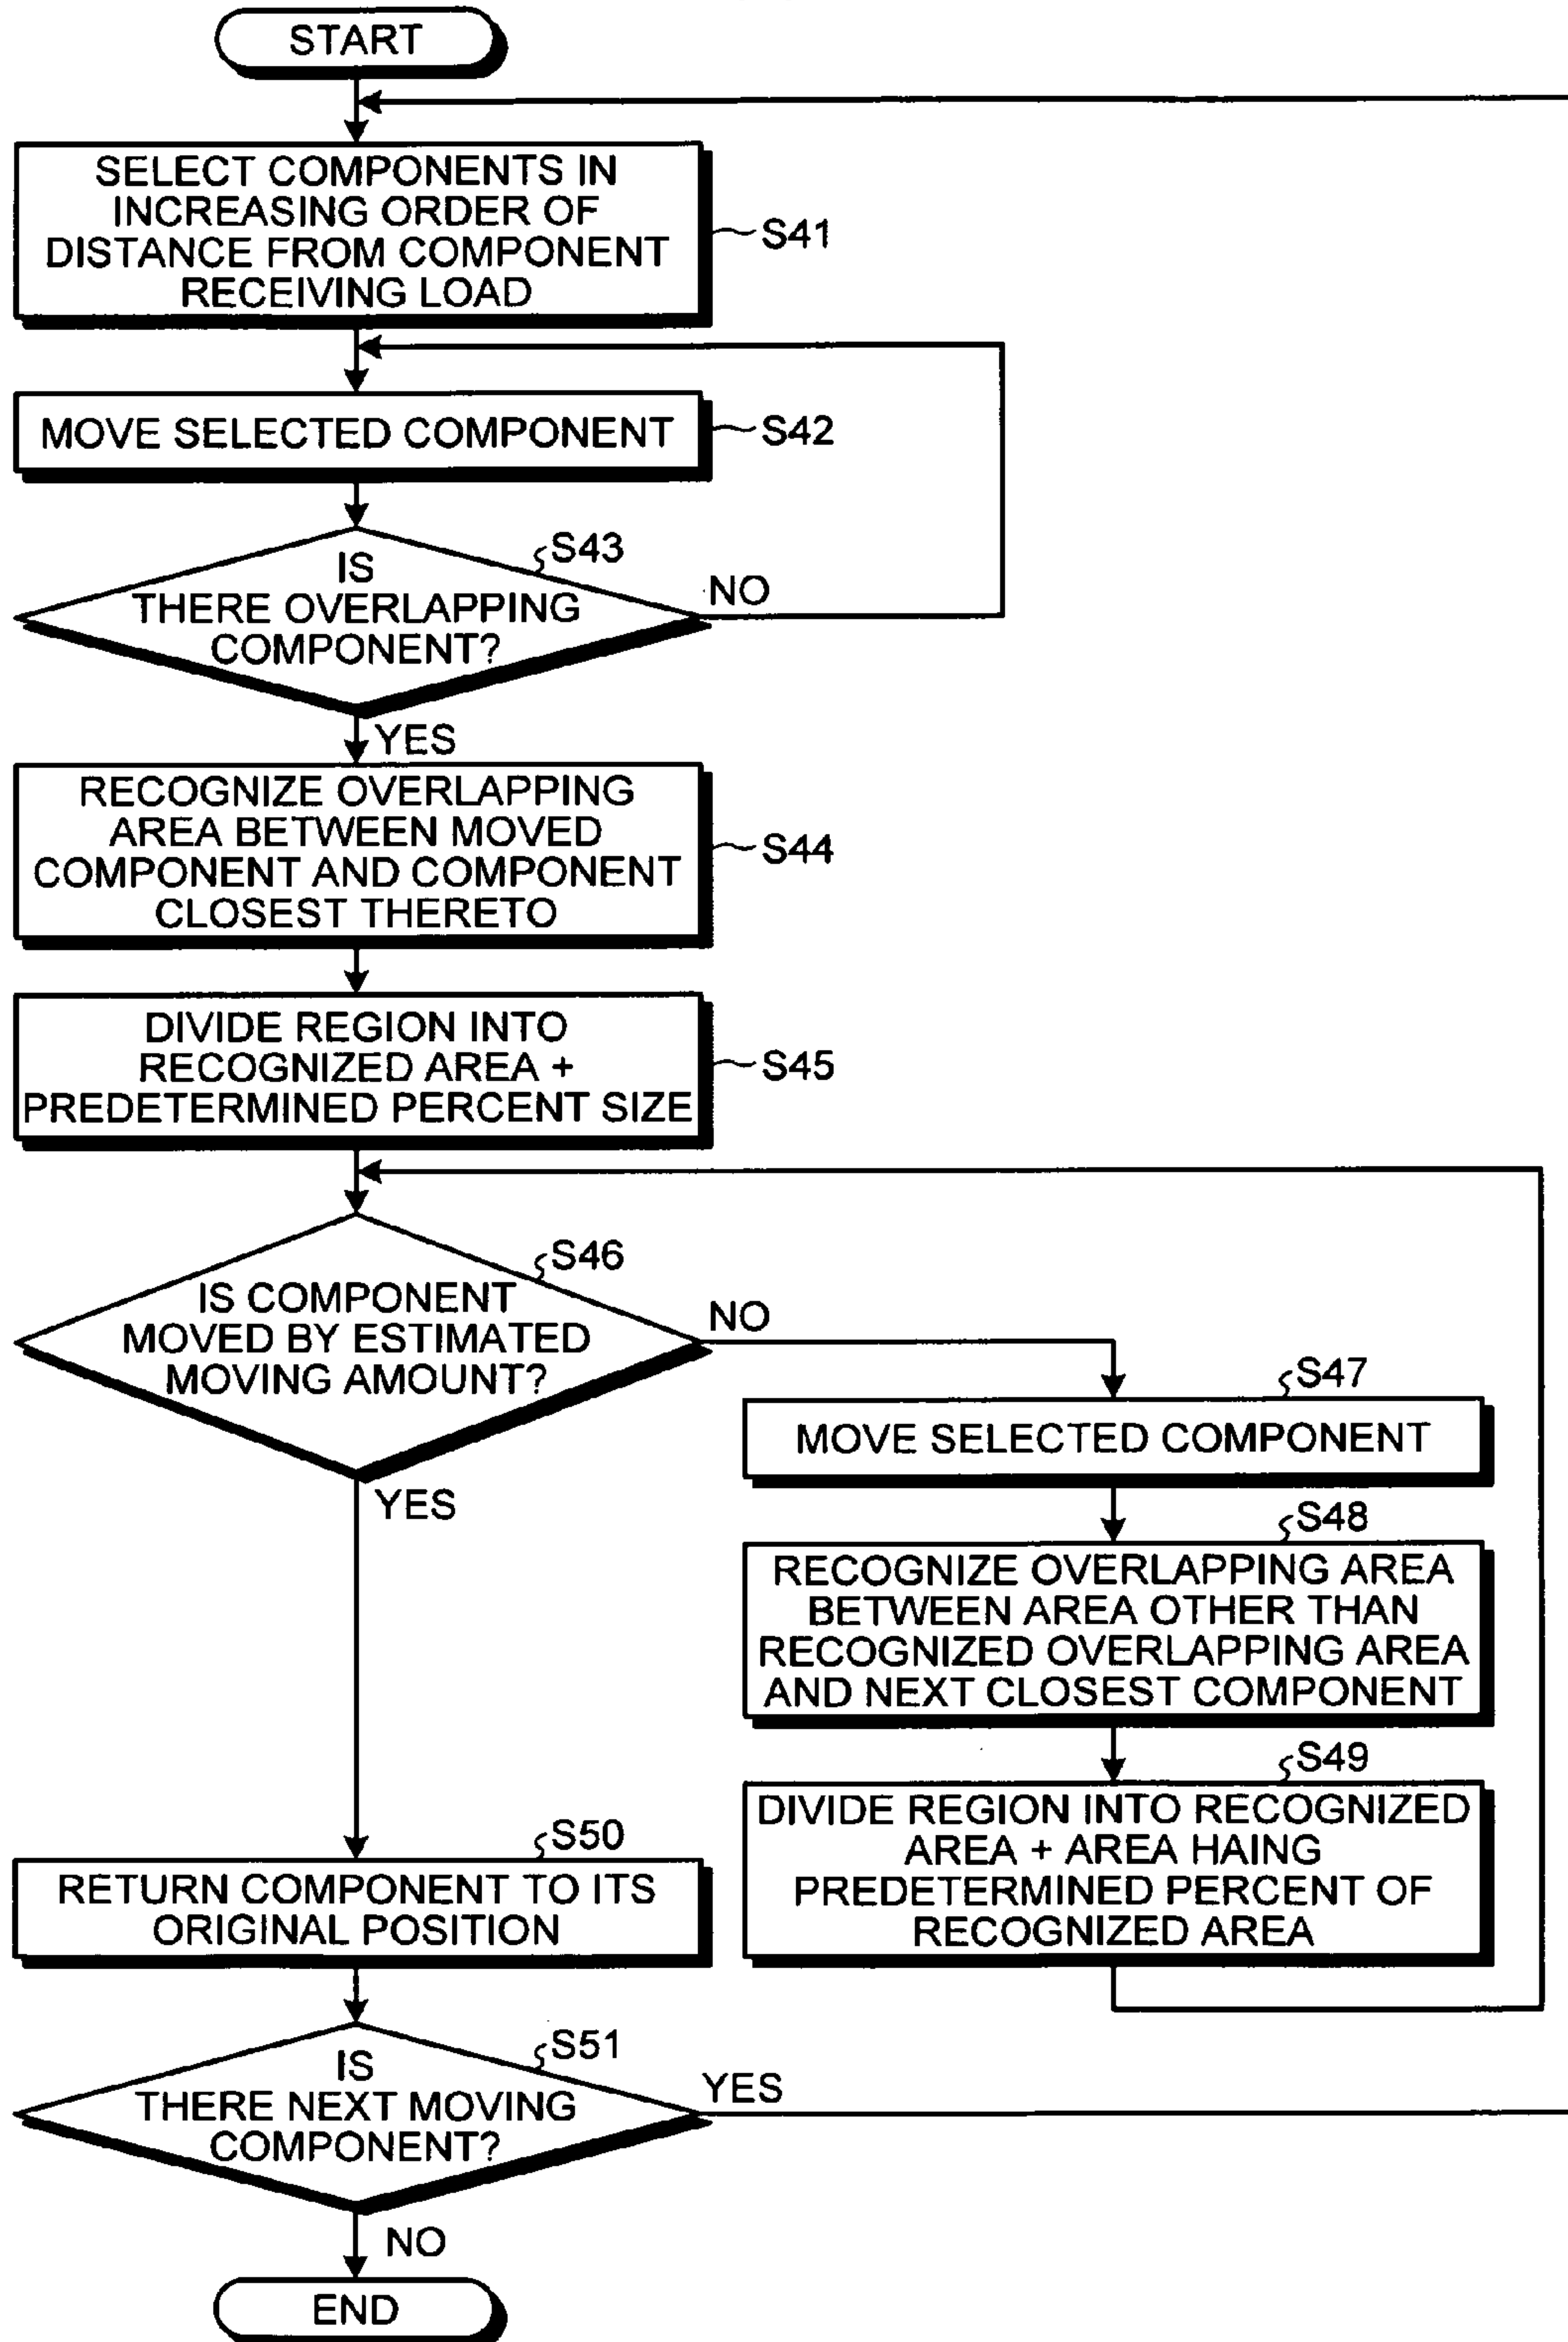 START
SELECT COMPONENTS IN
INCREASING ORDER OF
DISTANCE FROM COMPONENT
RECEIVING LOAD
S41
MOVE SELECTED COMPONENT
S42
S43
IS
THERE OVERLAPPING
COMPONENT?
NO
YES
RECOGNIZE OVERLAPPING
AREA BETWEEN MOVED
COMPONENT AND COMPONENT
CLOSEST THERETO
S44
DIVIDE REGION INTO
RECOGNIZED AREA +
PREDETERMINED PERCENT SIZE
S45
S46
IS COMPONENT
MOVED BY ESTIMATED
MOVING AMOUNT?
NO
YES
S47
MOVE SELECTED COMPONENT
S48
RECOGNIZE OVERLAPPING AREA
BETWEEN AREA OTHER THAN
RECOGNIZED OVERLAPPING AREA
AND NEXT CLOSEST COMPONENT
S49
DIVIDE REGION INTO RECOGNIZED
AREA + AREA HAING
PREDETERMINED PERCENT OF
RECOGNIZED AREA
S50
RETURN COMPONENT TO ITS
ORIGINAL POSITION
S51
IS
THERE NEXT MOVING
COMPONENT?
YES
NO
END